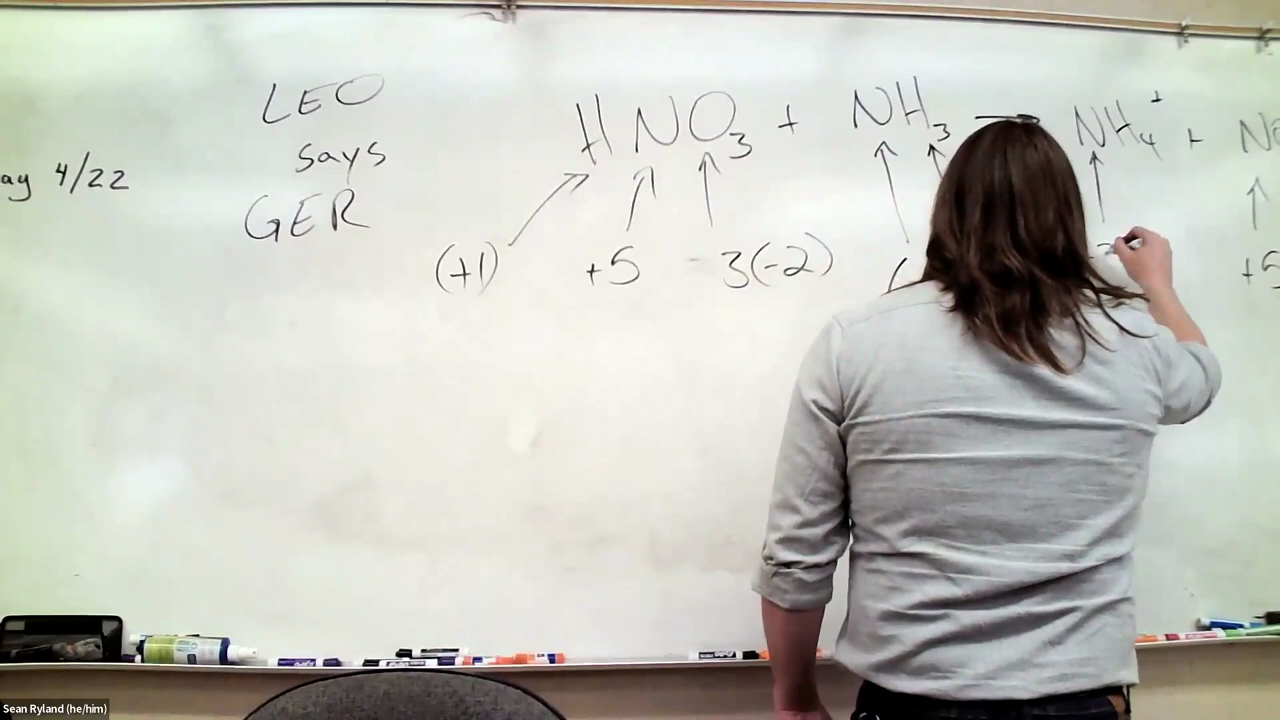 LEO
says
GER
ay 4/22
HNO3 + NH3 → NH4+ + N
(+1) +5 3(-2) ( +5
Sean Ryland (he/him)